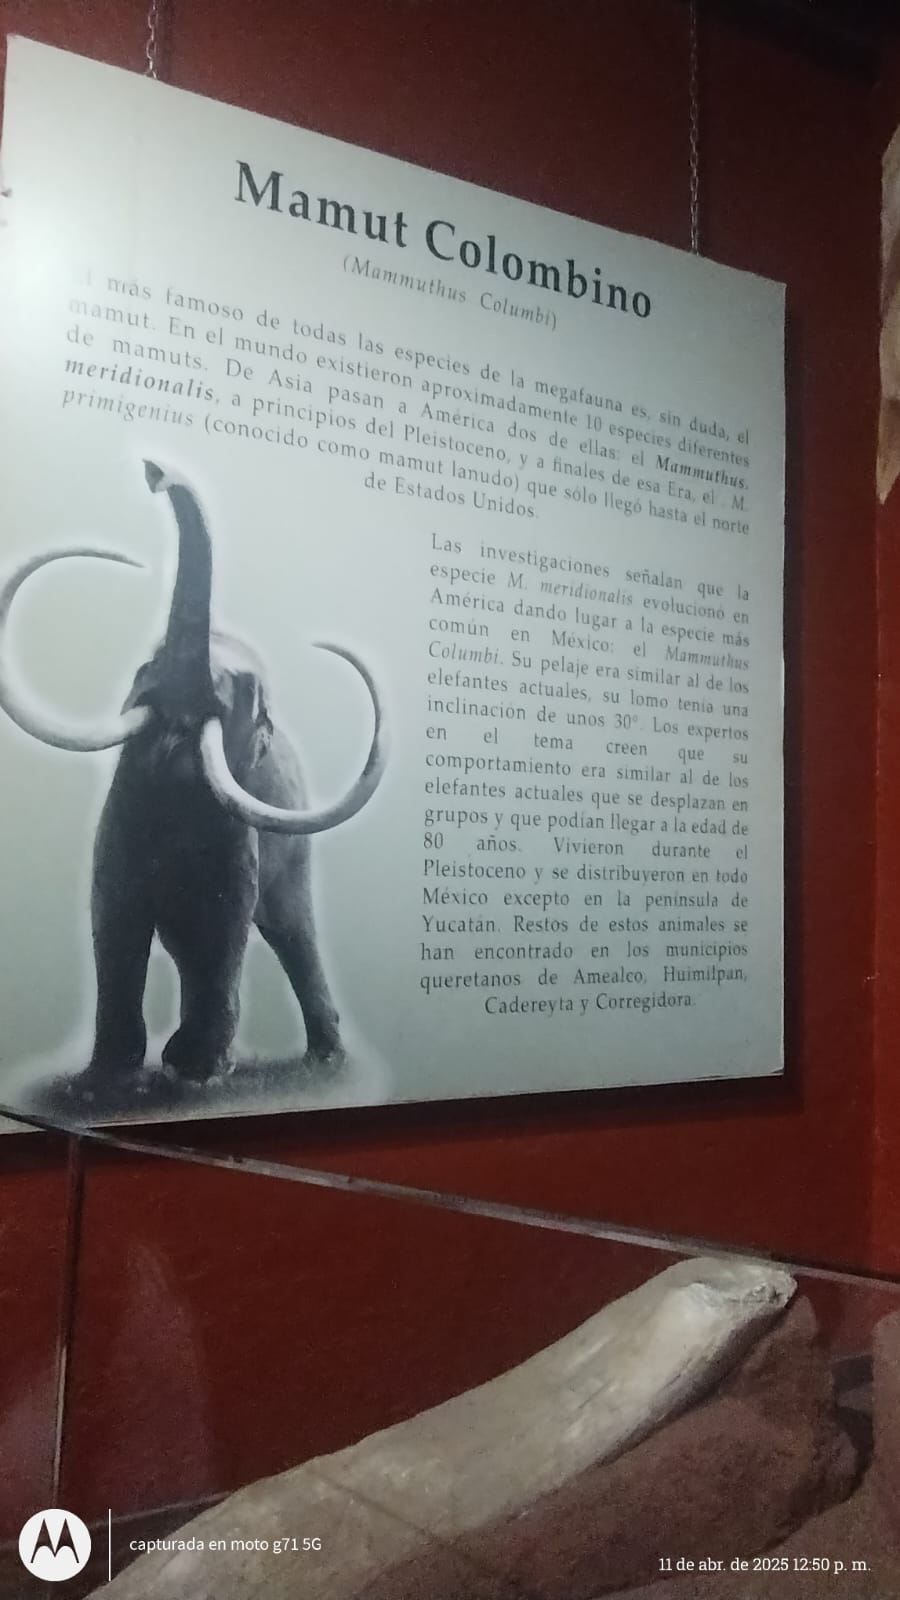 Mamut Colombino
(Mammuthus Columbi)
l más famoso de todas las especies de la megafauna es, sin duda, el
mamut. En el mundo existieron aproximadamente 10 especies diferentes
de mamuts. De Asia pasan a América dos de ellas: el Mammuthus.
meridionalis, a principios del Pleistoceno, y a finales de esa Era, el . M.
primigenius (conocido como mamut lanudo) que sólo llegó hasta el norte
de Estados Unidos.
Las investigaciones señalan que la
especie M. meridionalis evolucionó en
América dando lugar a la especie más
común en México: el Mammuthus
Columbi. Su pelaje era similar al de los
elefantes actuales, su lomo tenía una
inclinación de unos 30°. Los expertos
en el tema creen que su
comportamiento era similar al de los
elefantes actuales que se desplazan en
grupos y que podían llegar a la edad de
80 años. Vivieron durante el
Pleistoceno y se distribuyeron en todo
México excepto en la península de
Yucatán. Restos de estos animales se
han encontrado en los municipios
queretanos de Amealco, Huimilpan,
Cadereyta y Corregidora.
capturada en moto g71 5G
11 de abr. de 2025 12:50 p. m.